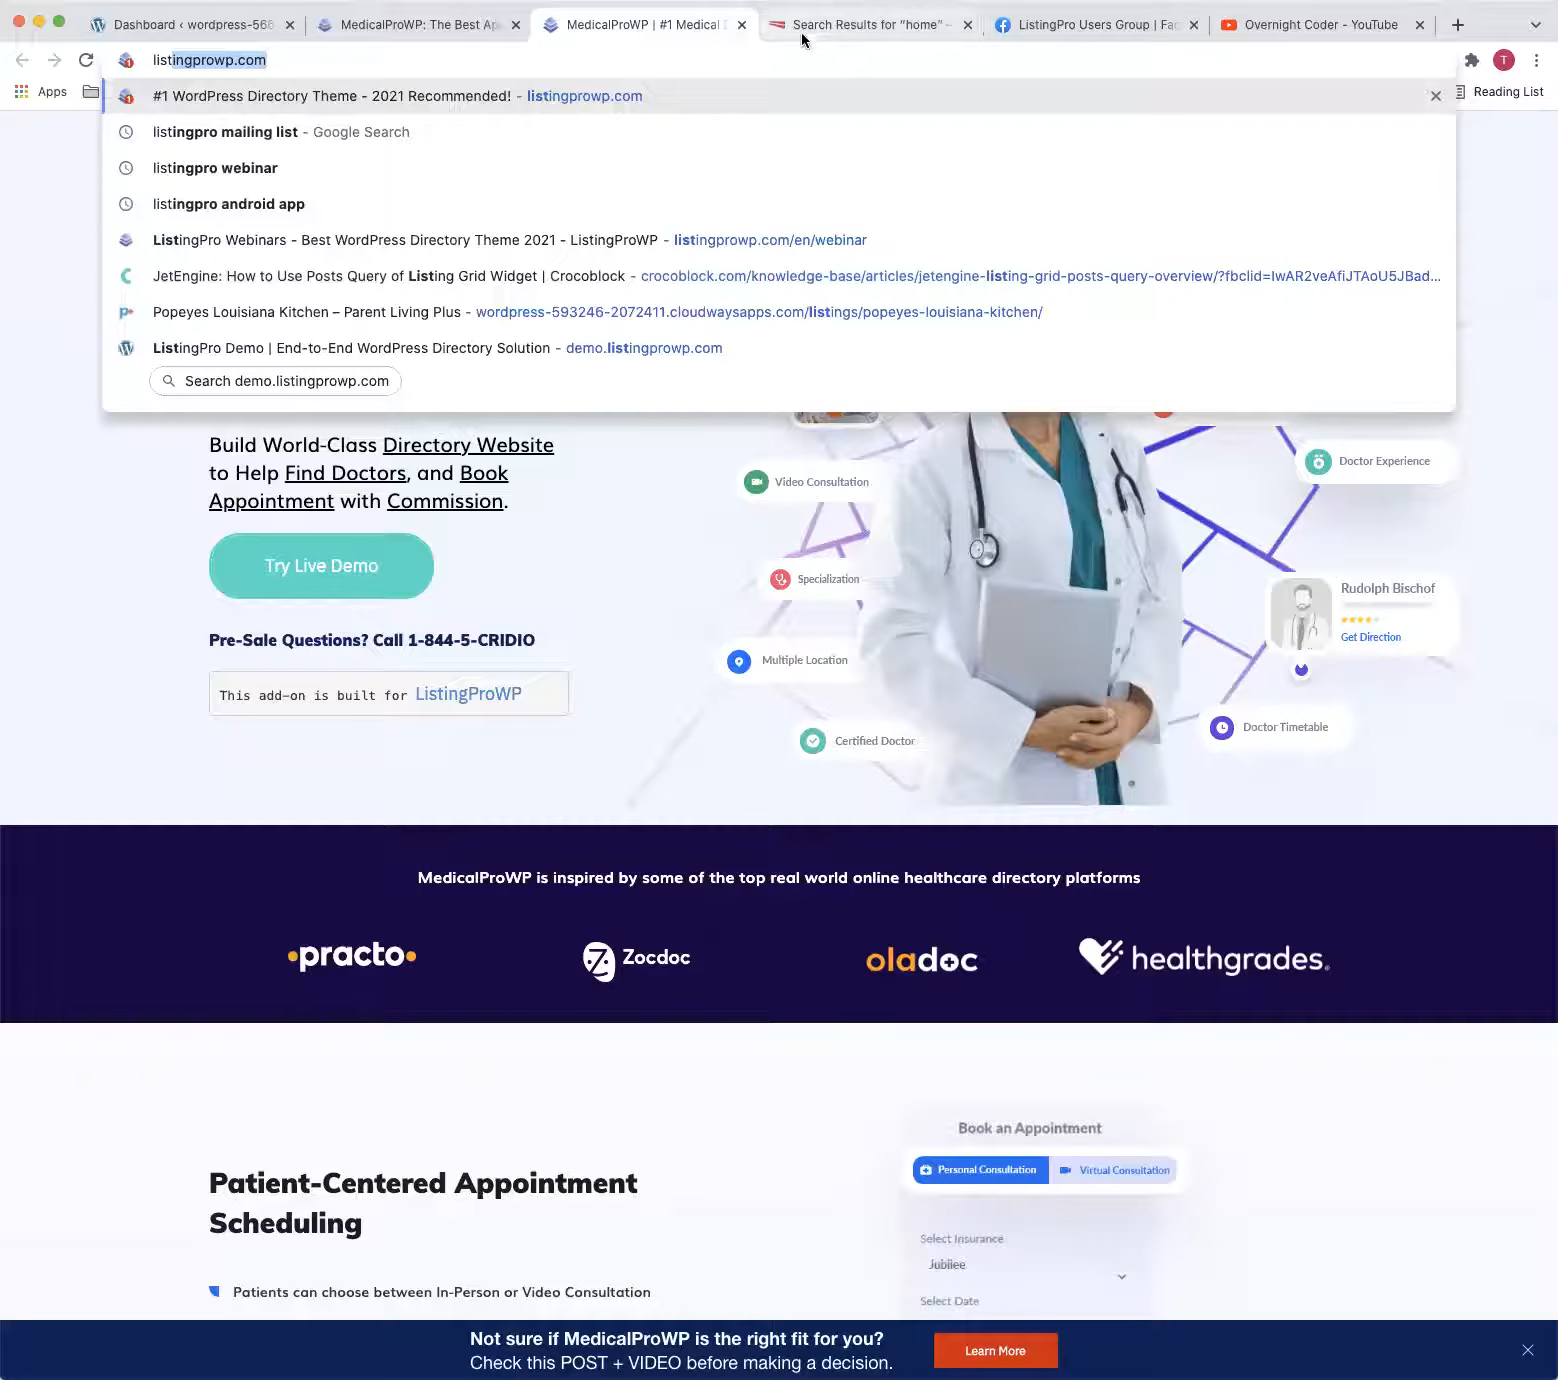 Dashboard ‹ wordpress-568
MedicalProWP: The Best Ap
MedicalProWP | #1 Medical
Search Results for “home” –
ListingPro Users Group | Fac
Overnight Coder - YouTube
listingprowp.com
T
Apps
Reading List
#1 WordPress Directory Theme - 2021 Recommended! - listingprowp.com
listingpro mailing list - Google Search
listingpro webinar
listingpro android app
ListingPro Webinars - Best WordPress Directory Theme 2021 - ListingProWP - listingprowp.com/en/webinar
JetEngine: How to Use Posts Query of Listing Grid Widget | Crocoblock - crocoblock.com/knowledge-base/articles/jetengine-listing-grid-posts-query-overview/?fbclid=IwAR2veAfiJTAoU5JBad...
Popeyes Louisiana Kitchen – Parent Living Plus - wordpress-593246-2072411.cloudwaysapps.com/listings/popeyes-louisiana-kitchen/
ListingPro Demo | End-to-End WordPress Directory Solution - demo.listingprowp.com
Search demo.listingprowp.com
Build World-Class Directory Website
to Help Find Doctors, and Book
Appointment with Commission.
Try Live Demo
Pre-Sale Questions? Call 1-844-5-CRIDIO
This add-on is built for ListingProWP
Doctor Experience
Video Consultation
Specialization
Rudolph Bischof
Get Direction
Multiple Location
Doctor Timetable
Certified Doctor
MedicalProWP is inspired by some of the top real world online healthcare directory platforms
practo
Zocdoc
oladoc
healthgrades.
Book an Appointment
Personal Consultation
Virtual Consultation
Patient-Centered Appointment
Scheduling
Select Insurance
Jubilee
Select Date
Patients can choose between In-Person or Video Consultation
Not sure if MedicalProWP is the right fit for you?
Check this POST + VIDEO before making a decision.
Learn More